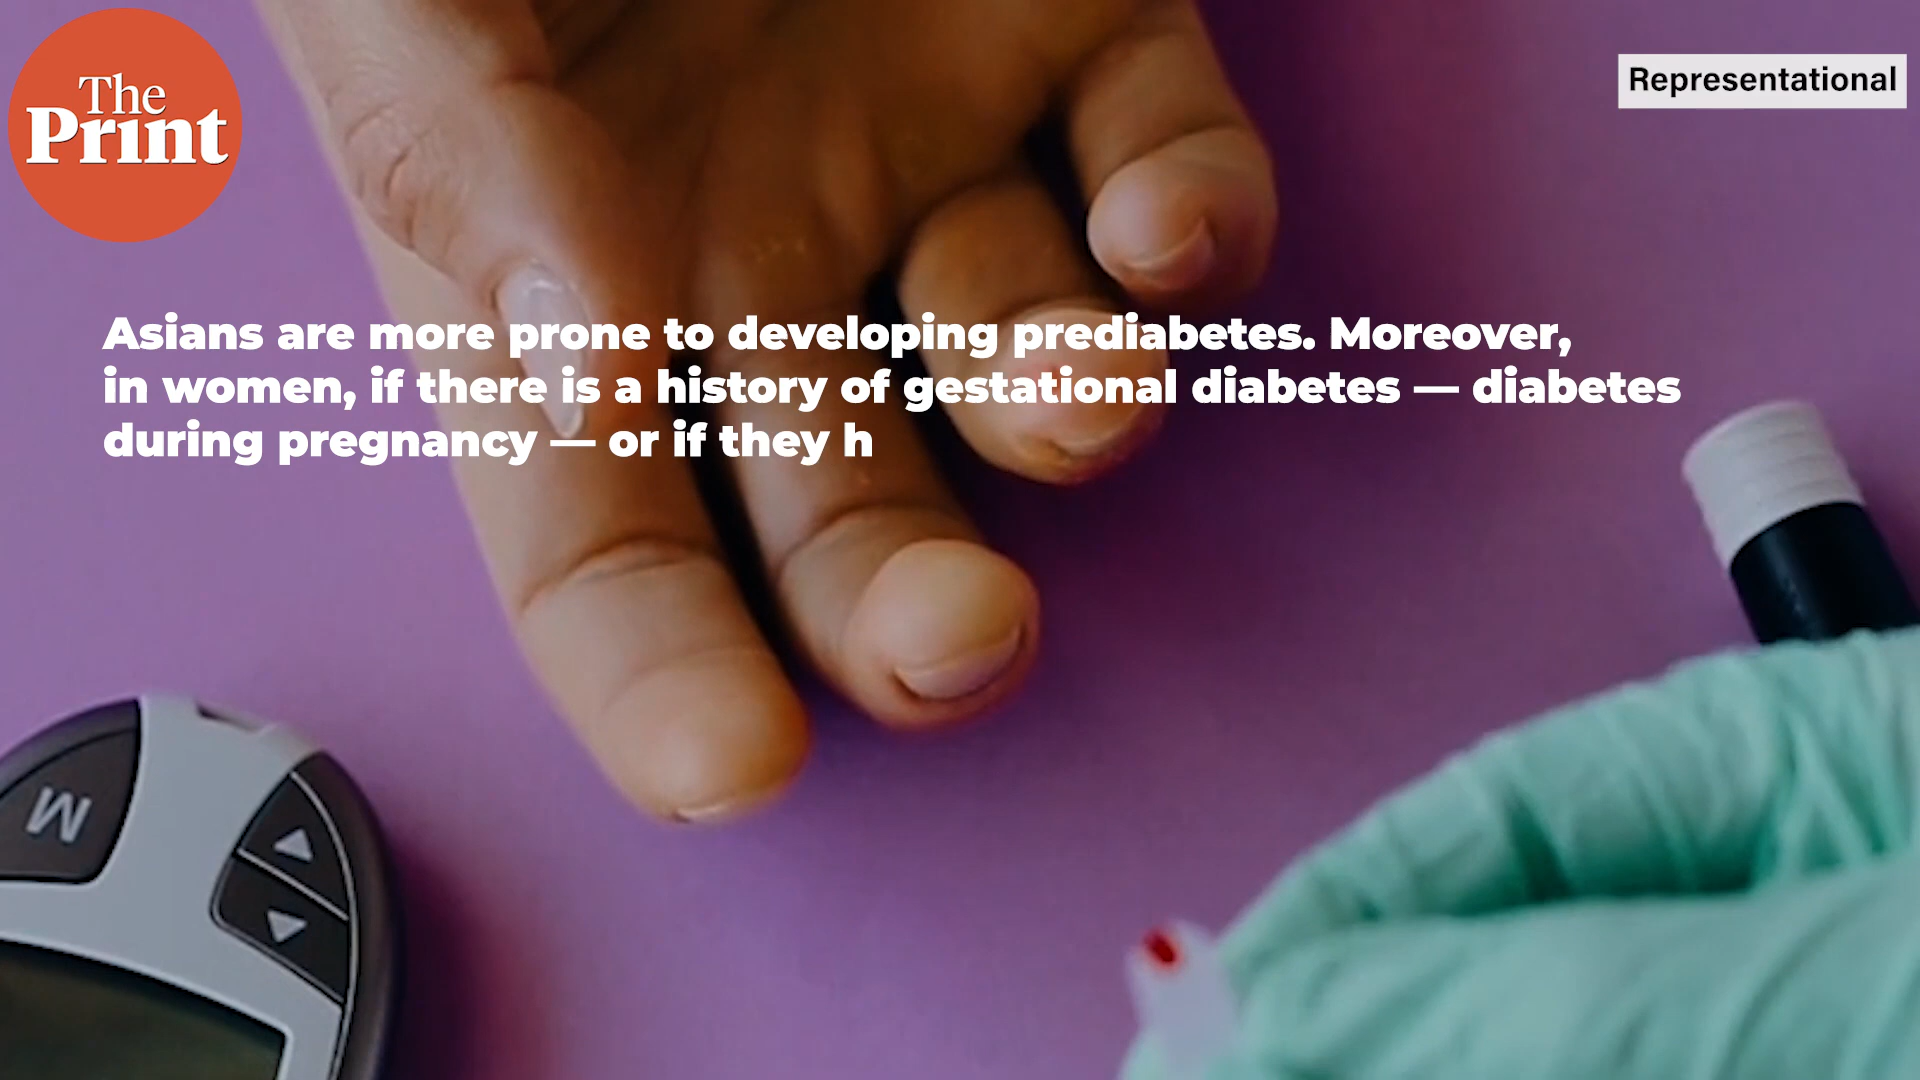 The
Print
Representational
Asians are more prone to developing prediabetes. Moreover,
in women, if there is a history of gestational diabetes — diabetes
during pregnancy — or if they h
M